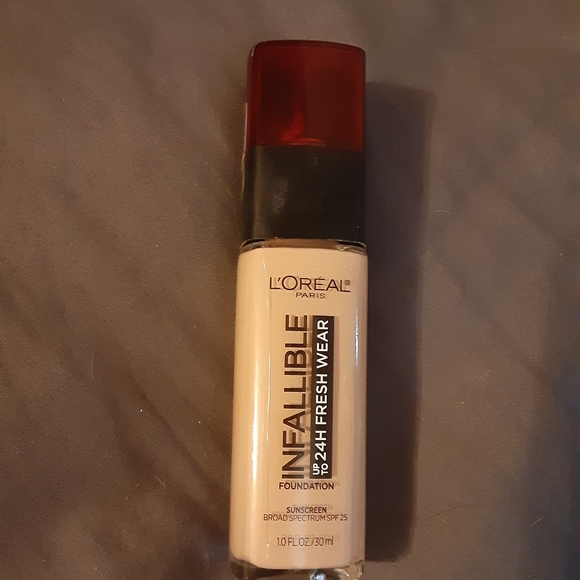 L'ORÉAL®
PARIS
INFALLIBLE
UP TO 24H FRESH WEAR
FOUNDATION
SUNSCREEN
BROAD SPECTRUM SPF 25
1.0 FL.OZ./30 ml